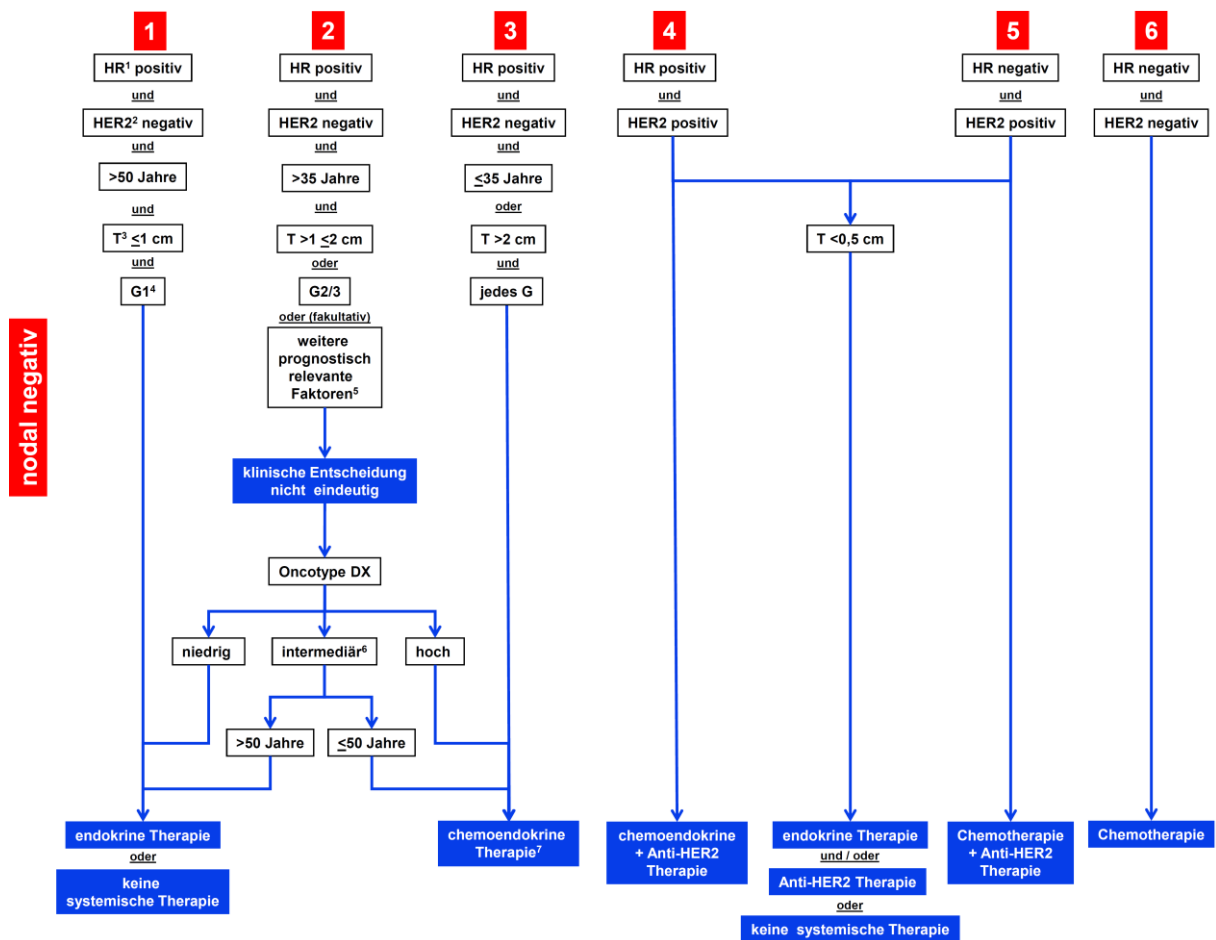 1
2
3
4
5
6
HR¹ positiv
HR positiv
HR positiv
HR positiv
HR negativ
HR negativ
und
und
und
und
und
und
HER2² negativ
HER2 negativ
HER2 negativ
HER2 positiv
HER2 positiv
HER2 negativ
und
und
und
>50 Jahre
>35 Jahre
≤35 Jahre
und
und
oder
T³ ≤1 cm
T >1 ≤2 cm
T >2 cm
T <0,5 cm
und
oder
und
G1⁴
G2/3
jedes G
oder (fakultativ)
weitere
prognostisch
relevante
Faktoren⁵
nodal negativ
klinische Entscheidung
nicht eindeutig
Oncotype DX
niedrig
intermediär⁶
hoch
>50 Jahre
≤50 Jahre
endokrine Therapie
oder
keine
systemische Therapie
chemoendokrine
Therapie⁷
chemoendokrine
+ Anti-HER2
Therapie
endokrine Therapie
und / oder
Anti-HER2 Therapie
oder
keine systemische Therapie
Chemotherapie
+ Anti-HER2
Therapie
Chemotherapie